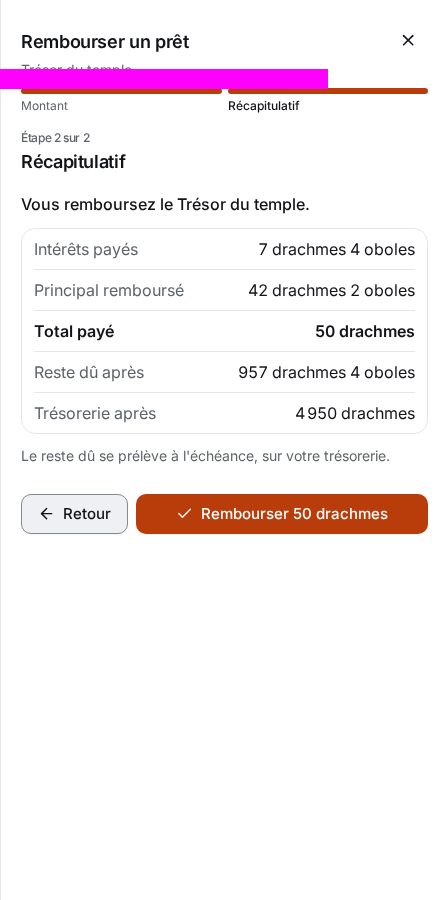 Rembourser un prêt
Montant
Récapitulatif
Étape 2 sur 2
Récapitulatif
Vous remboursez le Trésor du temple.
Intérêts payés 7 drachmes 4 oboles
Principal remboursé 42 drachmes 2 oboles
Total payé 50 drachmes
Reste dû après 957 drachmes 4 oboles
Trésorerie après 4 950 drachmes
Le reste dû se prélève à l'échéance, sur votre trésorerie.
Retour
Rembourser 50 drachmes